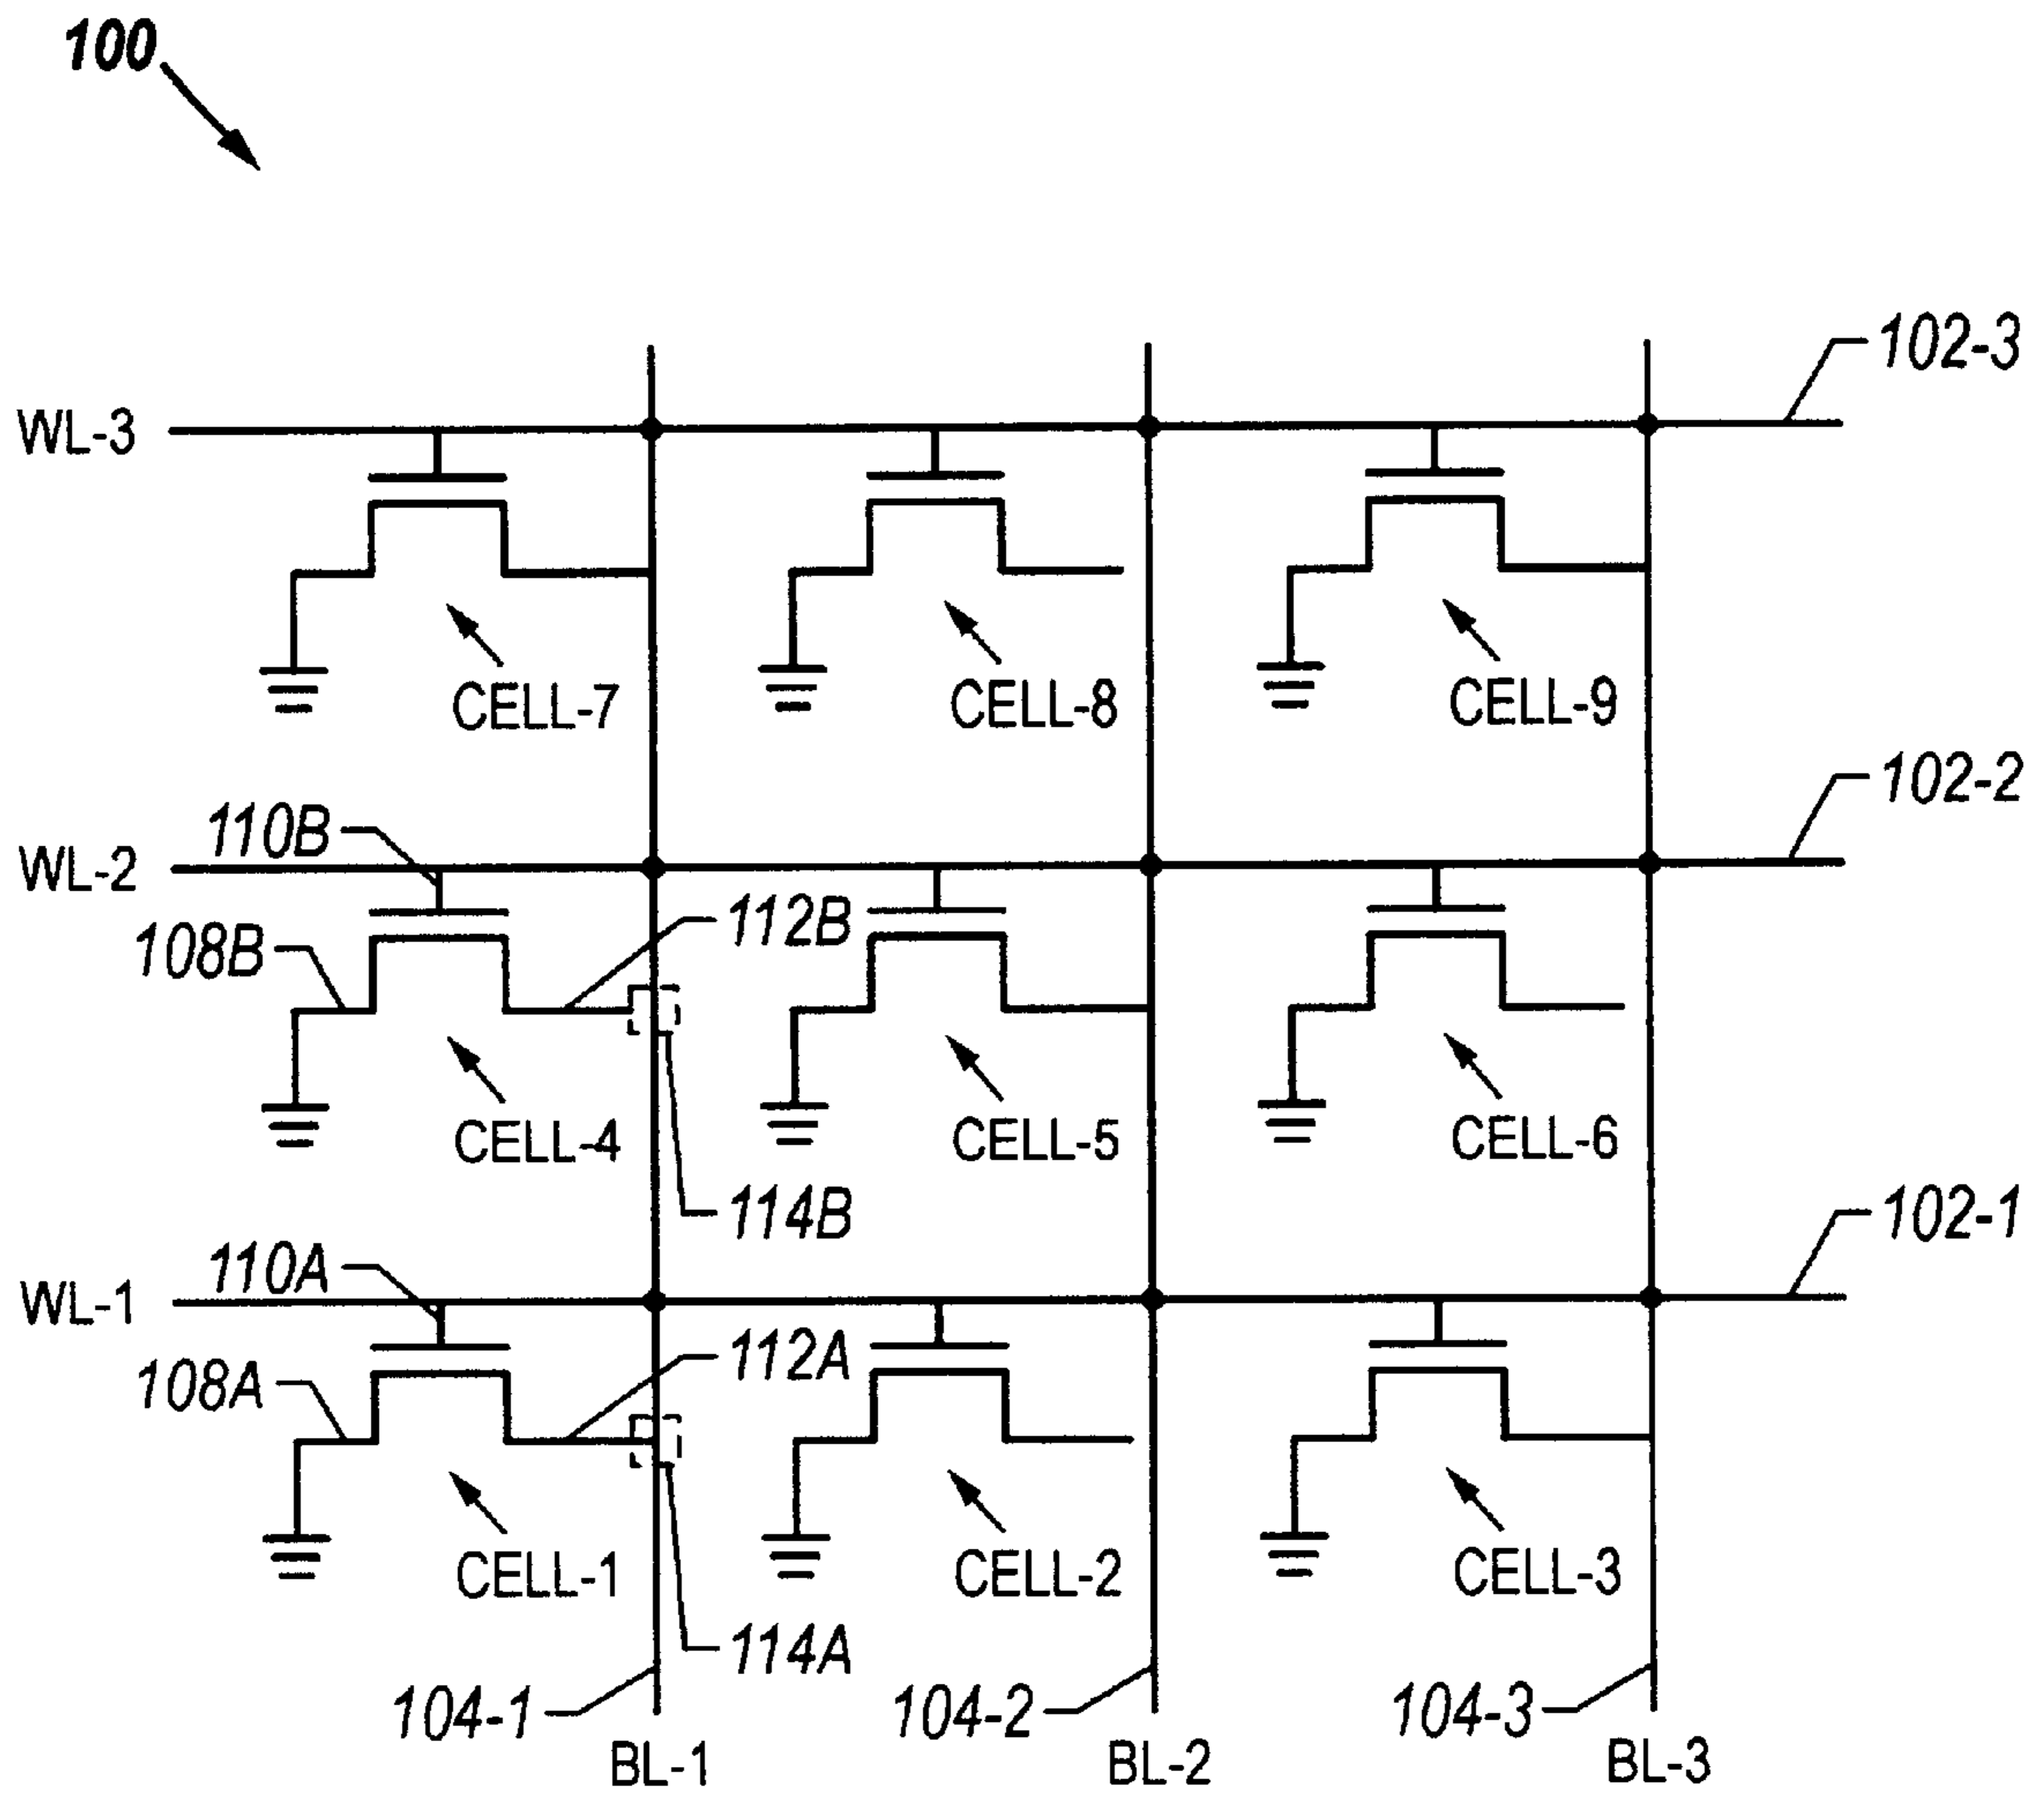 100
102-3
WL-3
CELL-7 CELL-8 CELL-9
102-2
110B
WL-2
112B
108B
CELL-4 CELL-5 CELL-6
114B
102-1
110A
WL-1
112A
108A
CELL-1 CELL-2 CELL-3
114A
104-1 104-2 104-3
BL-1 BL-2 BL-3